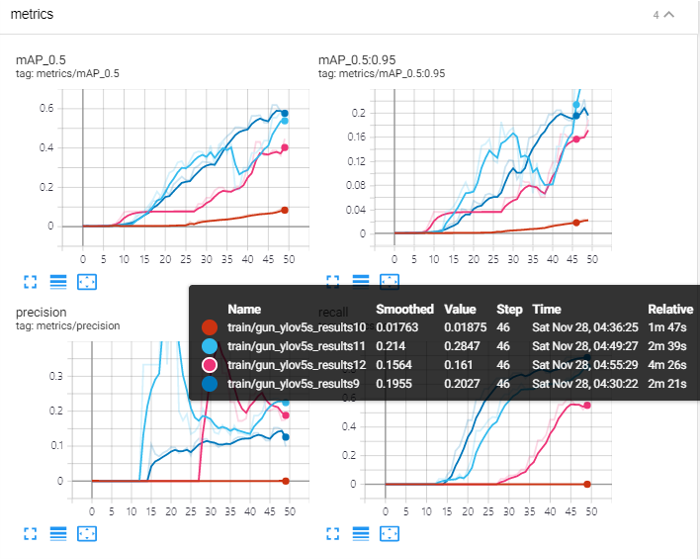 metrics
4
mAP_0.5
tag: metrics/mAP_0.5
0.6
0.4
0.2
0
0 5 10 15 20 25 30 35 40 45 50
mAP_0.5:0.95
tag: metrics/mAP_0.5:0.95
0.2
0.16
0.12
0.08
0.04
0
0 5 10 15 20 25 30 35 40 45 50
precision
tag: metrics/precision
0.3
0.2
0.1
0
0 5 10 15 20 25 30 35 40 45 50
recall
Name Smoothed Value Step Time Relative
train/gun_ylov5s_results10 0.01763 0.01875 46 Sat Nov 28, 04:36:25 1m 47s
train/gun_ylov5s_results11 0.214 0.2847 46 Sat Nov 28, 04:49:27 2m 39s
train/gun_ylov5s_results12 0.1564 0.161 46 Sat Nov 28, 04:55:29 4m 26s
train/gun_ylov5s_results9 0.1955 0.2027 46 Sat Nov 28, 04:30:22 2m 21s
0.6
0.4
0.2
0
0 5 10 15 20 25 30 35 40 45 50